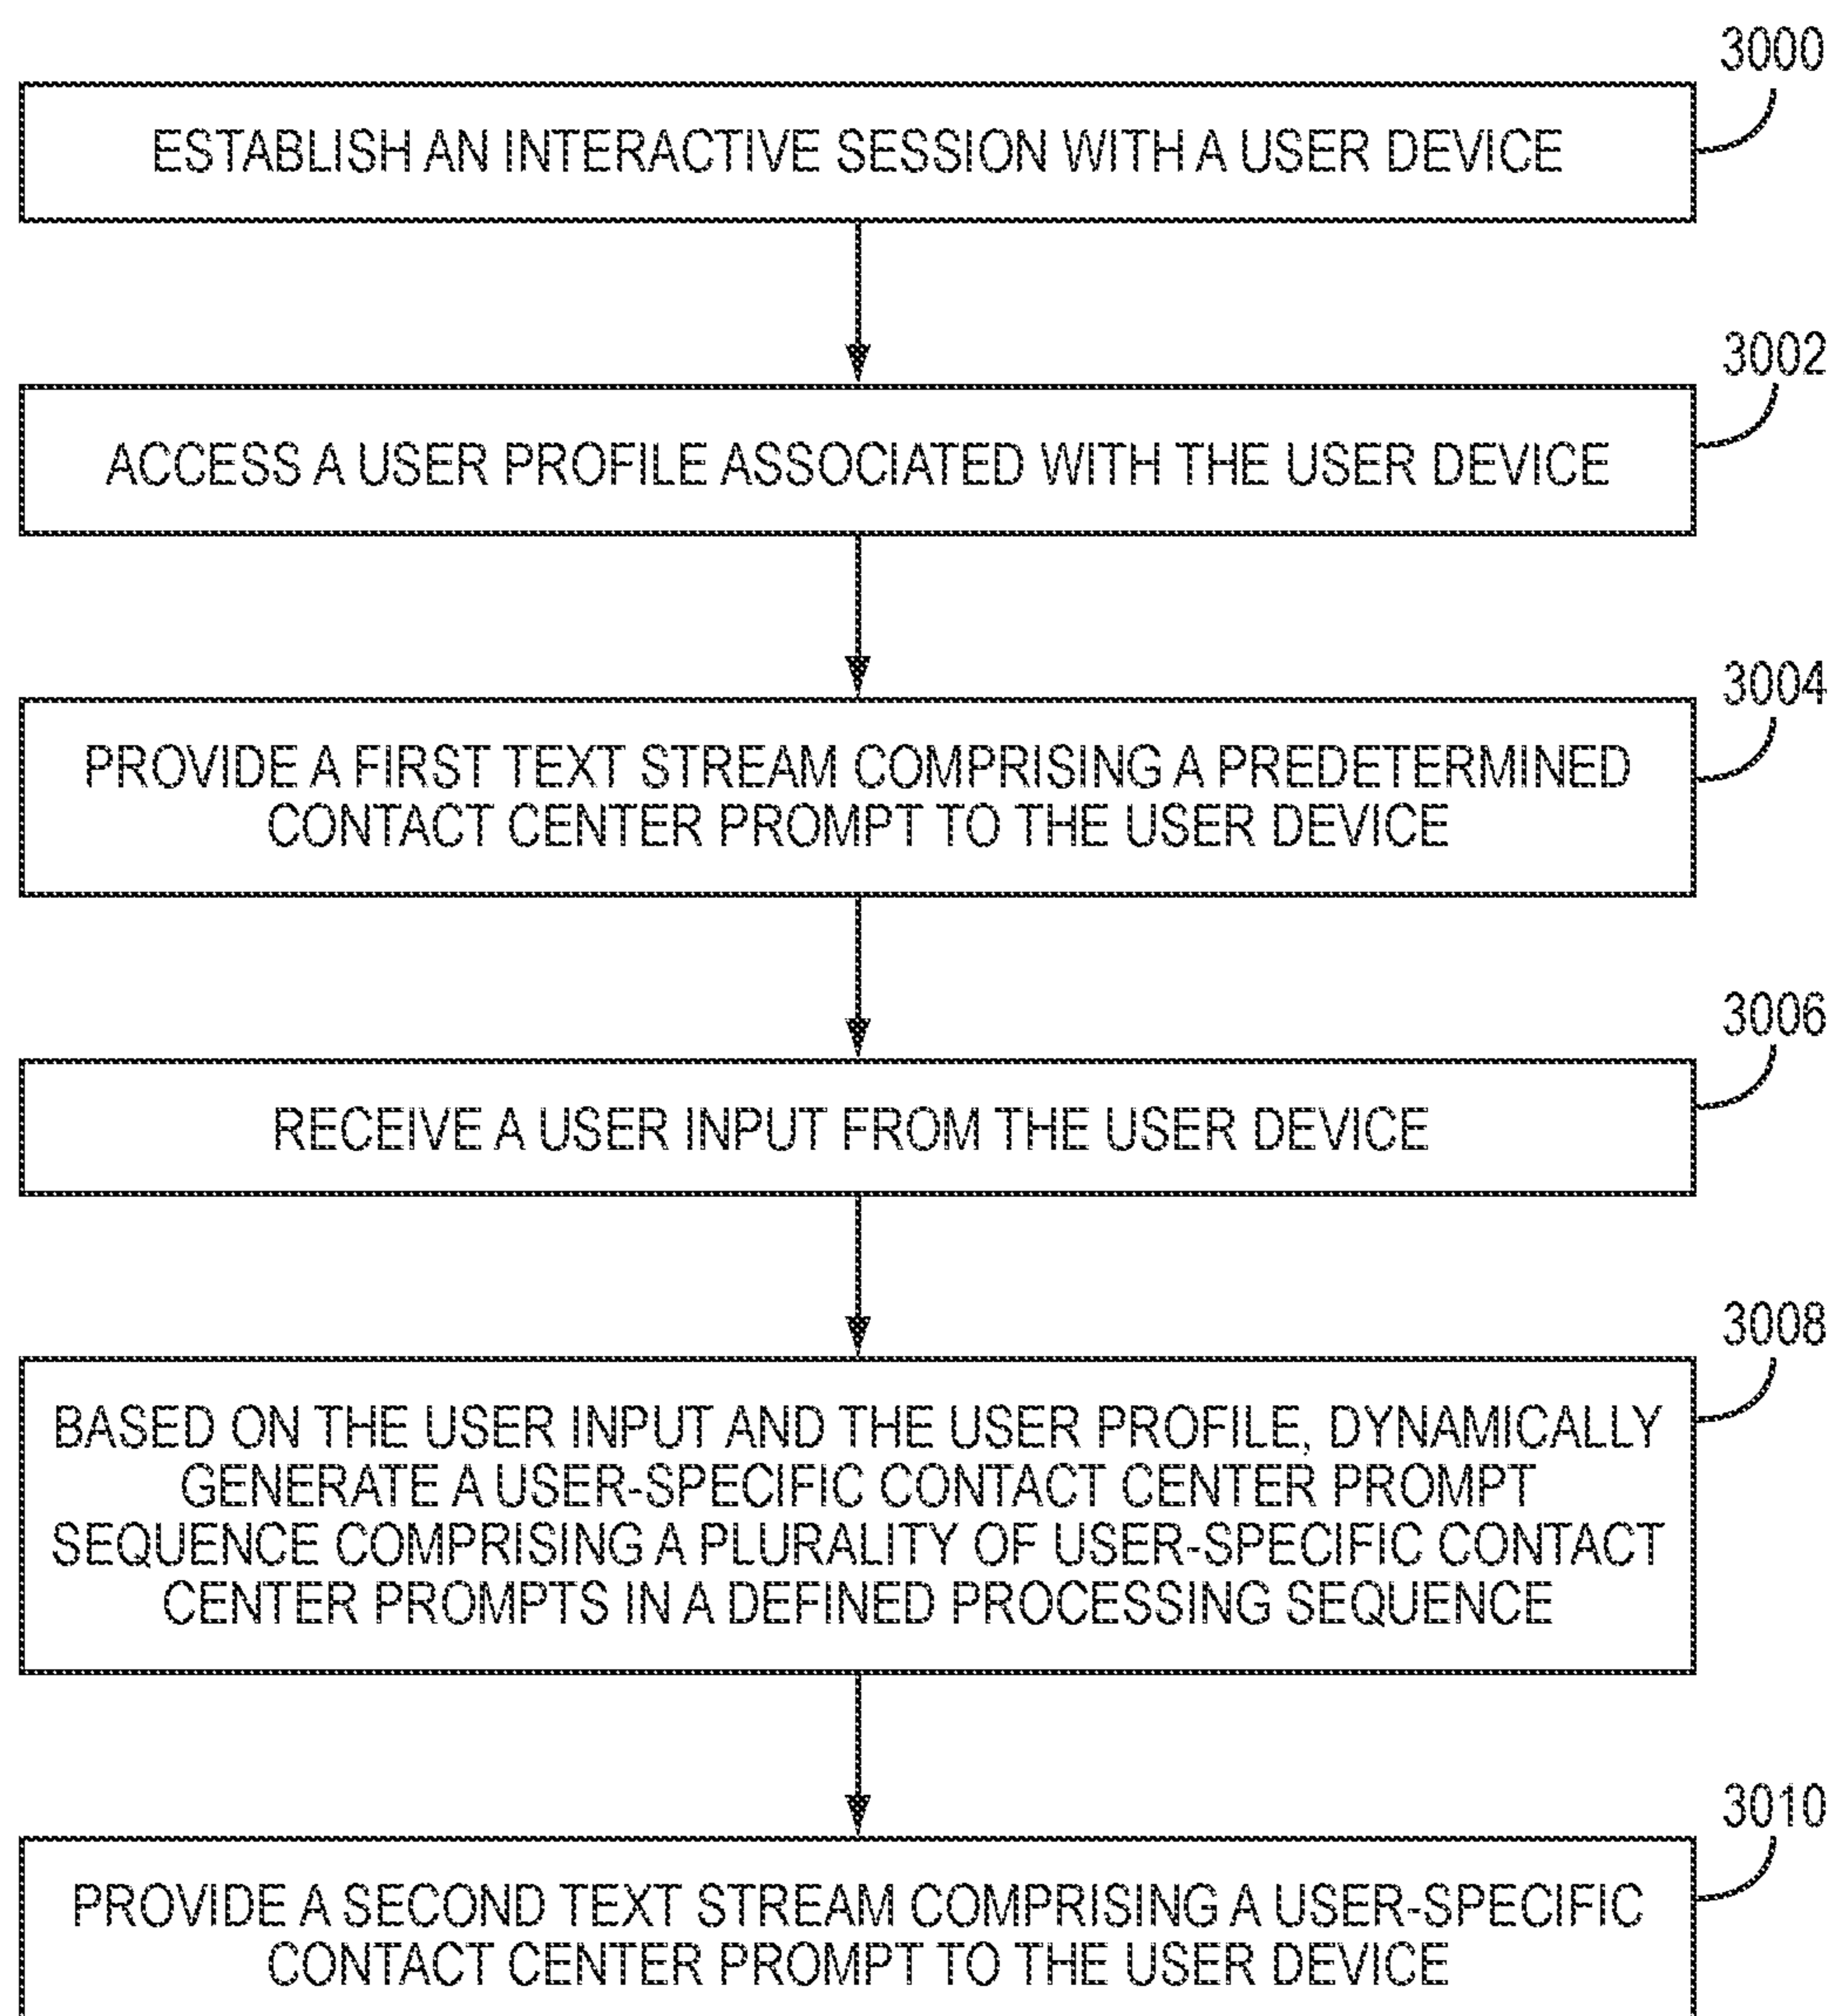 3000
ESTABLISH AN INTERACTIVE SESSION WITH A USER DEVICE
3002
ACCESS A USER PROFILE ASSOCIATED WITH THE USER DEVICE
3004
PROVIDE A FIRST TEXT STREAM COMPRISING A PREDETERMINED
CONTACT CENTER PROMPT TO THE USER DEVICE
3006
RECEIVE A USER INPUT FROM THE USER DEVICE
3008
BASED ON THE USER INPUT AND THE USER PROFILE, DYNAMICALLY
GENERATE A USER-SPECIFIC CONTACT CENTER PROMPT
SEQUENCE COMPRISING A PLURALITY OF USER-SPECIFIC CONTACT
CENTER PROMPTS IN A DEFINED PROCESSING SEQUENCE
3010
PROVIDE A SECOND TEXT STREAM COMPRISING A USER-SPECIFIC
CONTACT CENTER PROMPT TO THE USER DEVICE